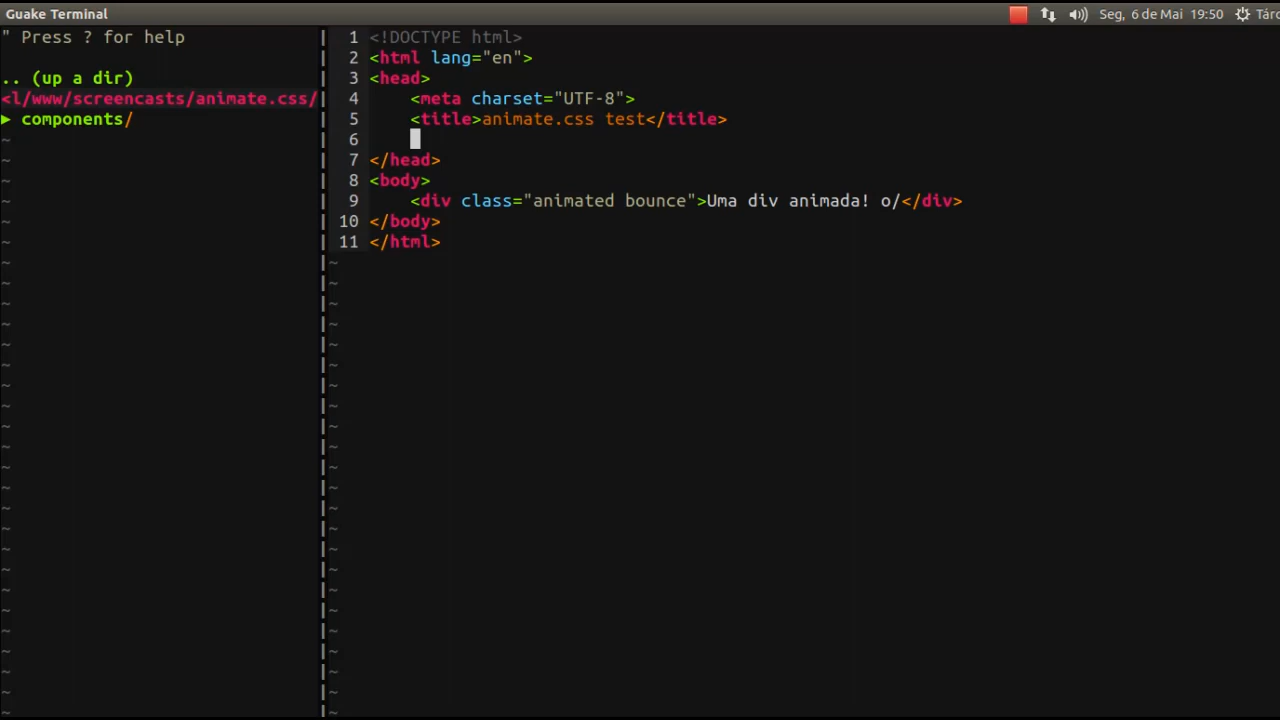 Guake Terminal
Seg, 6 de Mai 19:50
Tárc
" Press ? for help
.. (up a dir)
<l/www/screencasts/animate.css/
▸ components/
1 <!DOCTYPE html>
2 <html lang="en">
3 <head>
4 <meta charset="UTF-8">
5 <title>animate.css test</title>
6
7 </head>
8 <body>
9 <div class="animated bounce">Uma div animada! o/</div>
10 </body>
11 </html>